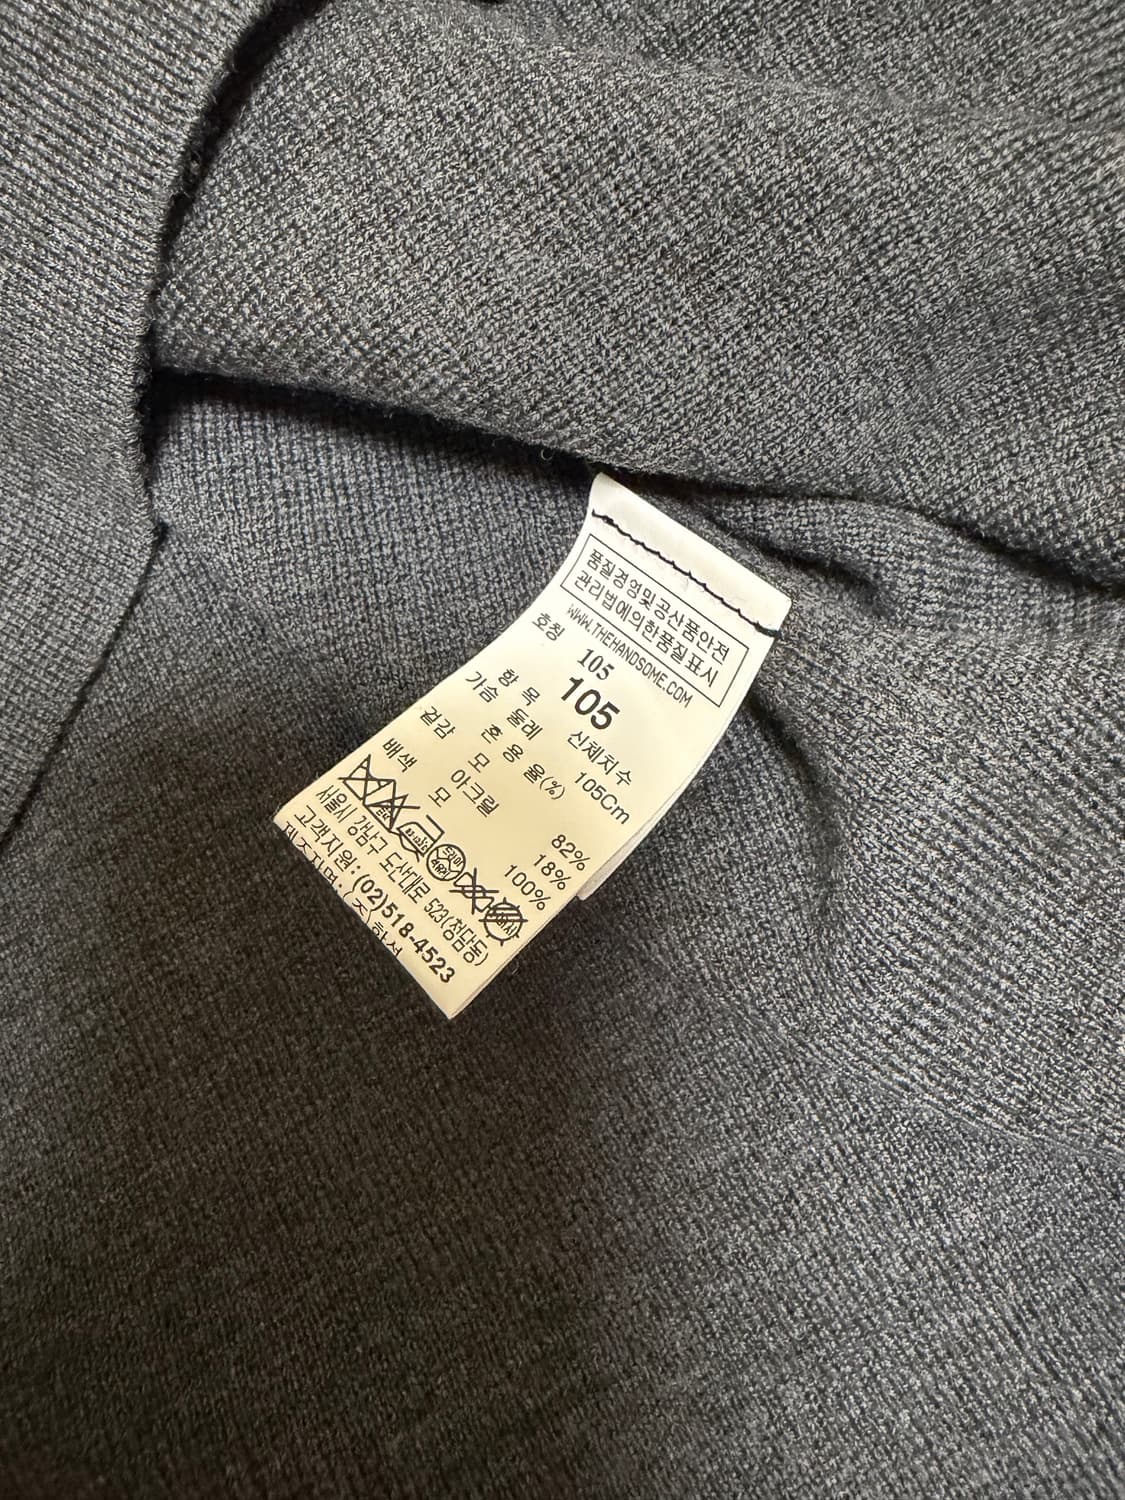 품질경영및공산품안전
관리법에의한품질표시
WWW.THEHANDSOME.COM
호칭 105
105
항 목 신체치수
가슴 둘레 105Cm
혼 용 율(%)
겉감 모 82%
아크릴 18%
배색 모 100%
서울시 강남구 도산대로 523(청담동)
고객지원 : (02)518-4523